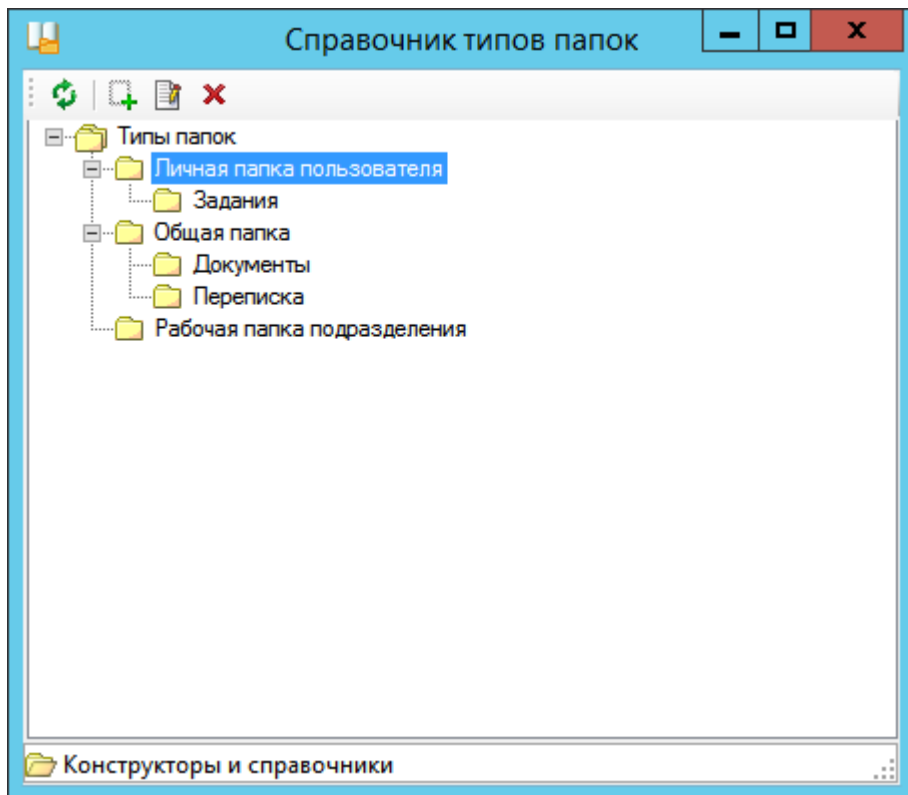 Справочник типов папок
Типы папок
Личная папка пользователя
Задания
Общая папка
Документы
Переписка
Рабочая папка подразделения
Конструкторы и справочники